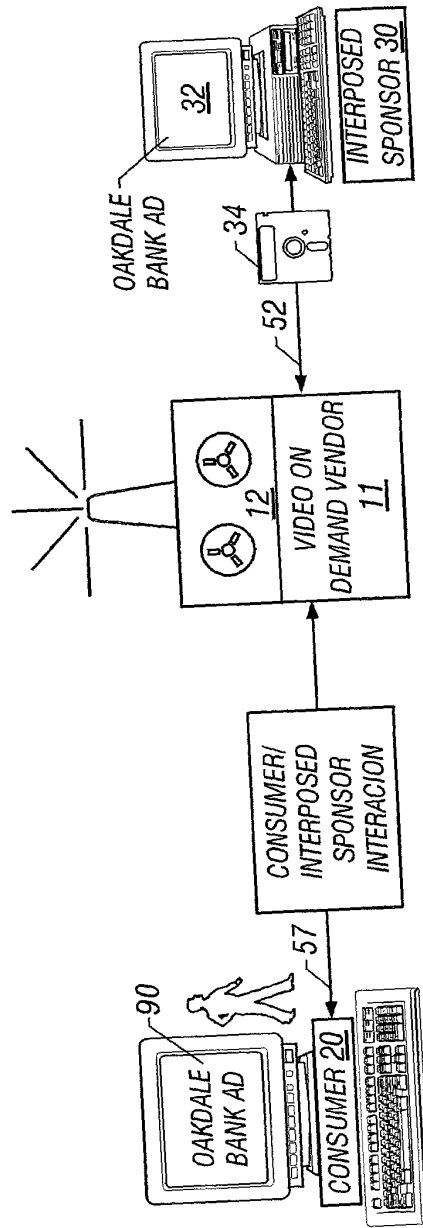 OAKDALE
BANK AD
90
CONSUMER 20
57
CONSUMER/
INTERPOSED
SPONSOR
INTERACION
12
VIDEO ON
DEMAND VENDOR
11
52
34
OAKDALE
BANK AD
32
INTERPOSED
SPONSOR 30